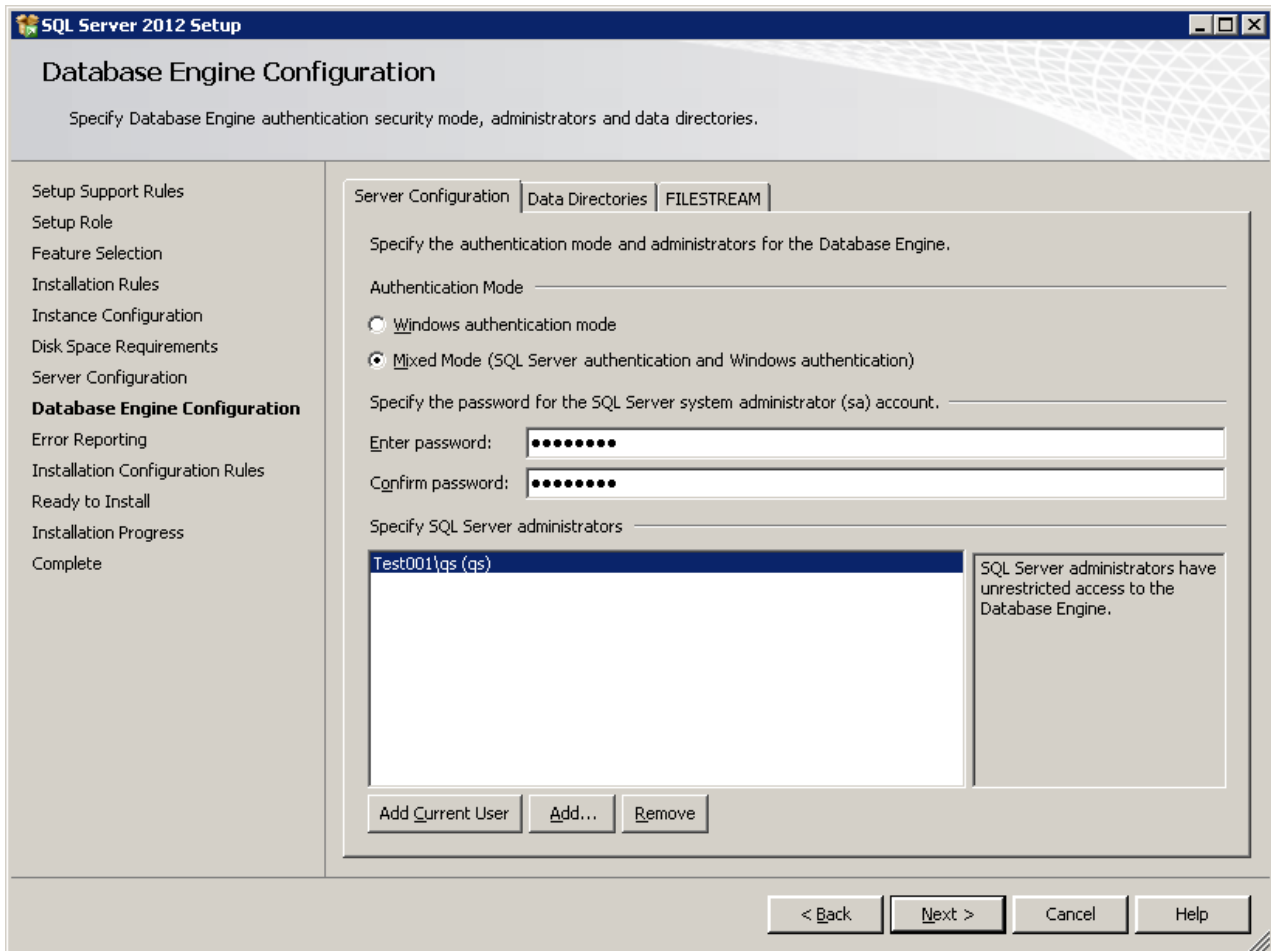 SQL Server 2012 Setup
Database Engine Configuration
Specify Database Engine authentication security mode, administrators and data directories.
Setup Support Rules
Setup Role
Feature Selection
Installation Rules
Instance Configuration
Disk Space Requirements
Server Configuration
Database Engine Configuration
Error Reporting
Installation Configuration Rules
Ready to Install
Installation Progress
Complete
Server Configuration
Data Directories
FILESTREAM
Specify the authentication mode and administrators for the Database Engine.
Authentication Mode
Windows authentication mode
Mixed Mode (SQL Server authentication and Windows authentication)
Specify the password for the SQL Server system administrator (sa) account.
Enter password: ●●●●●●●●
Confirm password: ●●●●●●●●
Specify SQL Server administrators
Test001\qs (qs)
SQL Server administrators have
unrestricted access to the
Database Engine.
Add Current User
Add...
Remove
< Back
Next >
Cancel
Help